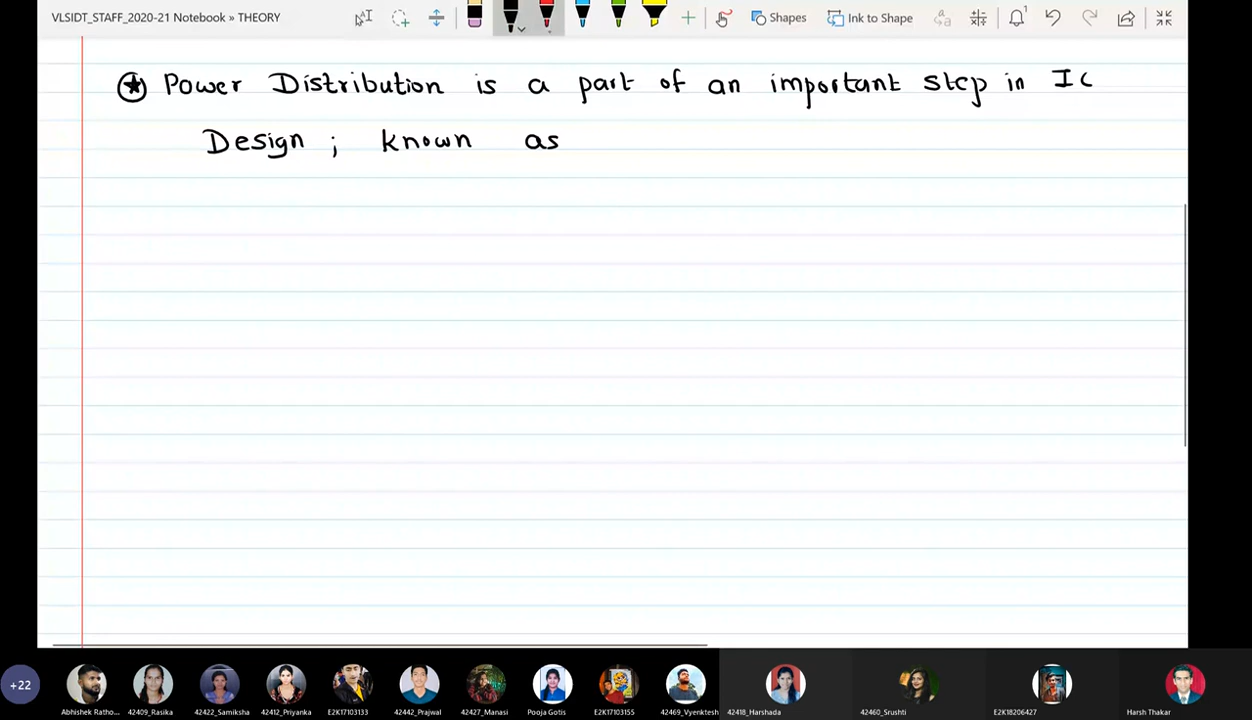 VLSIDT_STAFF_2020-21 Notebook » THEORY
Shapes
Ink to Shape
⍟ Power Distribution is a part of an important step in IC
Design ; known as
+22
Abhishek Ratho...
42409_Rasika
42422_Samiksha
42412_Priyanka
E2K17103133
42442_Prajwal
42427_Manasi
Pooja Gotis
E2K17103155
42469_Vyenktesh
42418_Harshada
42460_Srushti
E2K18206427
Harsh Thakar